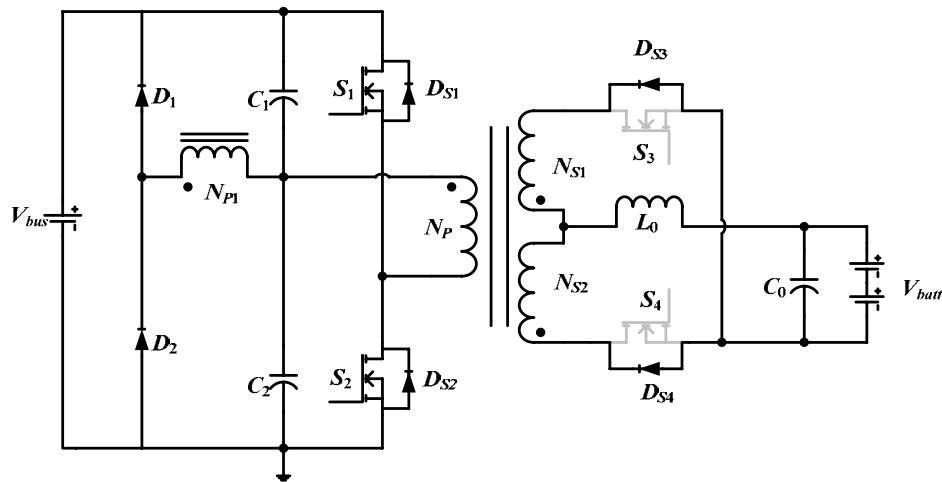 D_S3
S_1
D_S1
D_1
C_1
S_3
N_S1
N_P1
L_0
V_bus
N_P
N_S2
C_0
V_batt
S_4
D_2
S_2
C_2
D_S2
D_S4